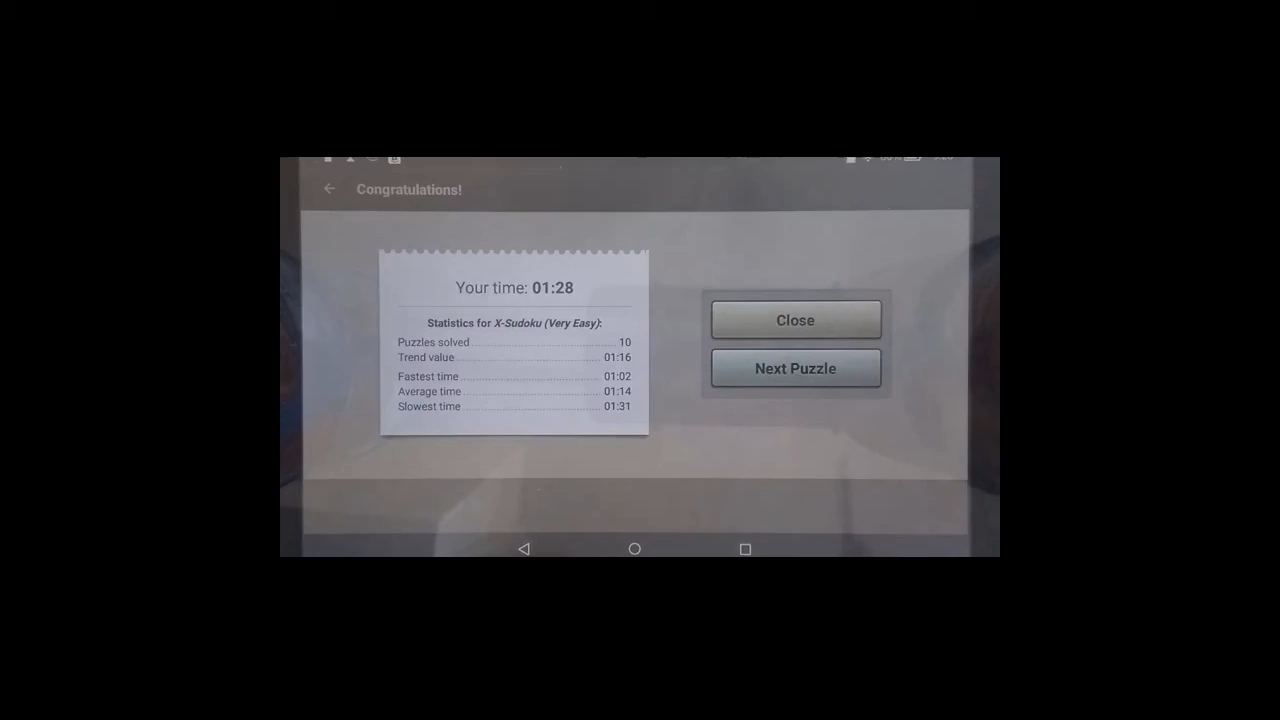 Congratulations!
Your time: 01:28
Statistics for X-Sudoku (Very Easy):
Puzzles solved 10
Trend value 01:16
Fastest time 01:02
Average time 01:14
Slowest time 01:31
Close
Next Puzzle